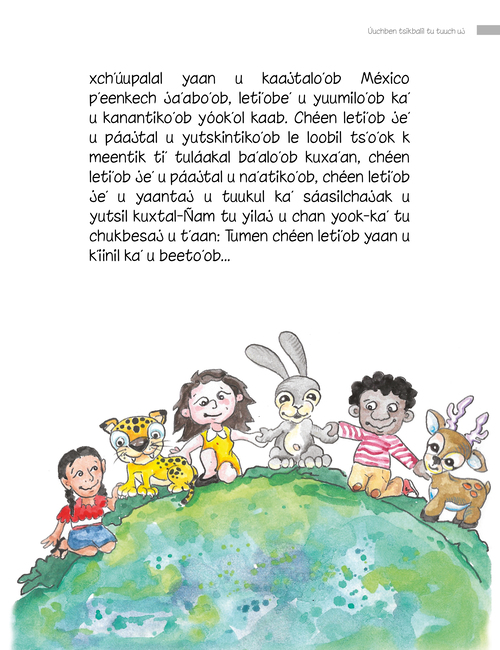 Úuchben tsikbalil tu tuuch uj
xch'úupalal yaan u kaajtalo'ob México
p'eenkech ja'abo'ob, leti'obe' u yuumilo'ob ka'
u kanantiko'ob yóok'ol kaab. Chéen leti'ob je'
u páajtal u yutskíntiko'ob le loobil ts'o'ok k
meentik ti' tuláakal ba'alo'ob kuxa'an, chéen
leti'ob je' u páajtal u na'atiko'ob, chéen leti'ob
je' u yaantaj u tuukul ka' sáasilchajak u
yutsil kuxtal-Ñam tu yilaj u chan yook-ka' tu
chukbesaj u t'aan: Tumen chéen leti'ob yaan u
k'iinil ka' u beeto'ob...